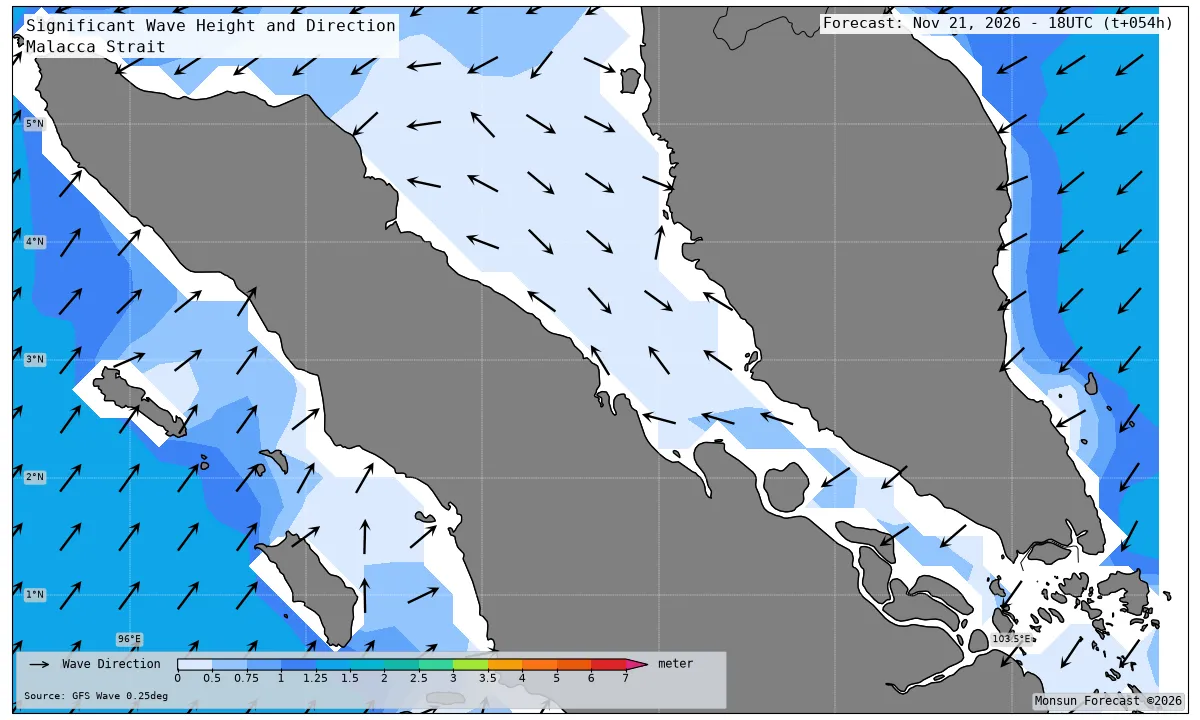 Significant Wave Height and Direction
Malacca Strait
Forecast: Nov 21, 2026 - 18UTC (t+054h)
5°N
4°N
3°N
2°N
1°N
96°E
103.5°E
Wave Direction
meter
0 0.5 0.75 1 1.25 1.5 2 2.5 3 3.5 4 5 6 7
Source: GFS Wave 0.25deg
Monsun Forecast ©2026